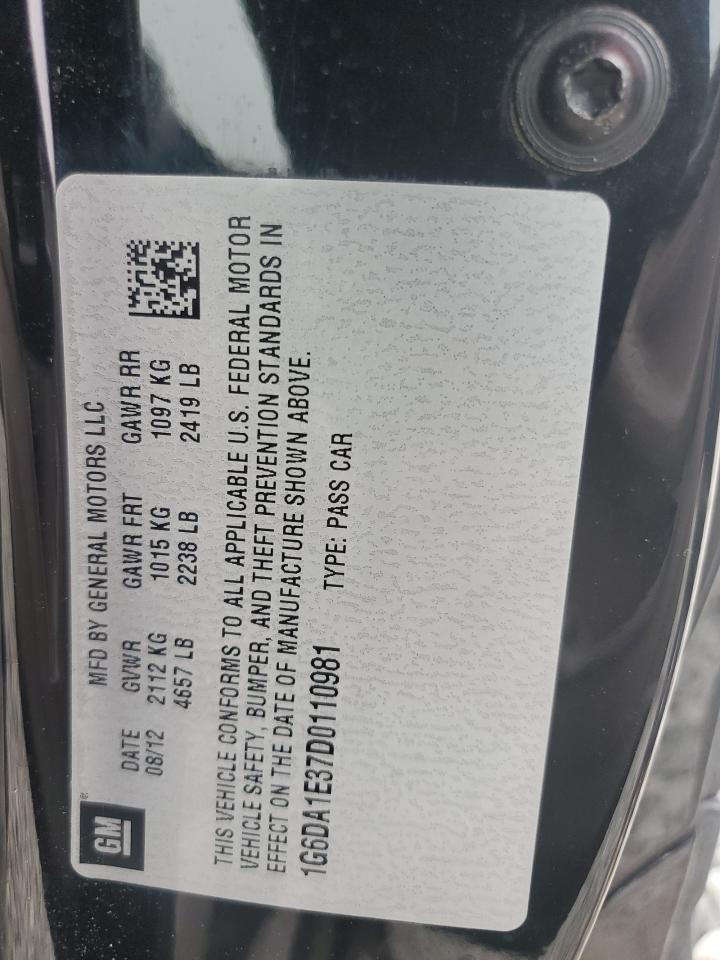 GM®
MFD BY GENERAL MOTORS LLC
DATE GVWR GAWR FRT GAWR RR
08/12 2112 KG 1015 KG 1097 KG
4657 LB 2238 LB 2419 LB
THIS VEHICLE CONFORMS TO ALL APPLICABLE U.S. FEDERAL MOTOR
VEHICLE SAFETY, BUMPER, AND THEFT PREVENTION STANDARDS IN
EFFECT ON THE DATE OF MANUFACTURE SHOWN ABOVE.
1G6DA1E37D0110981 TYPE: PASS CAR